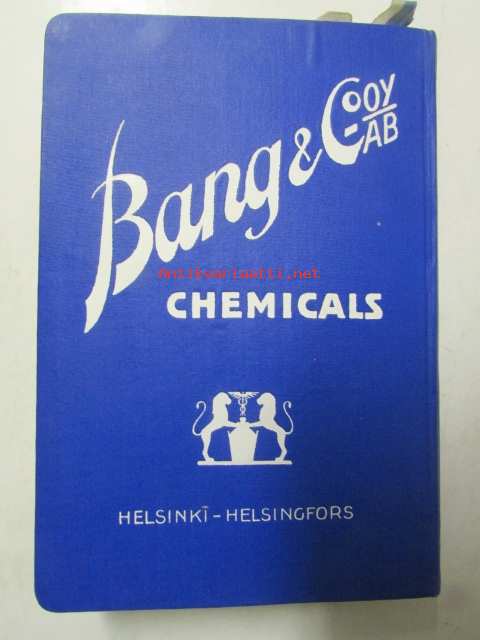 Bang & Co OY
AB
Antikvariaatti.net
CHEMICALS
HELSINKI - HELSINGFORS